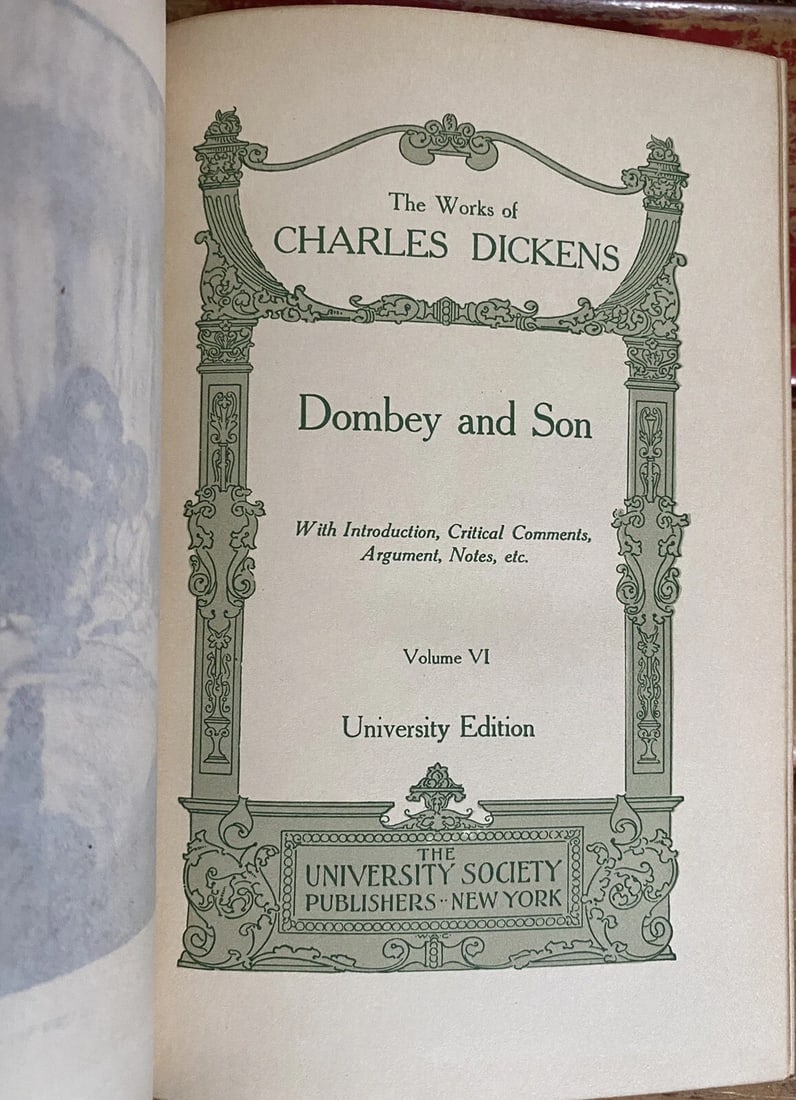 The Works of
CHARLES DICKENS
Dombey and Son
With Introduction, Critical Comments,
Argument, Notes, etc.
Volume VI
University Edition
THE
UNIVERSITY SOCIETY
PUBLISHERS·· NEW YORK